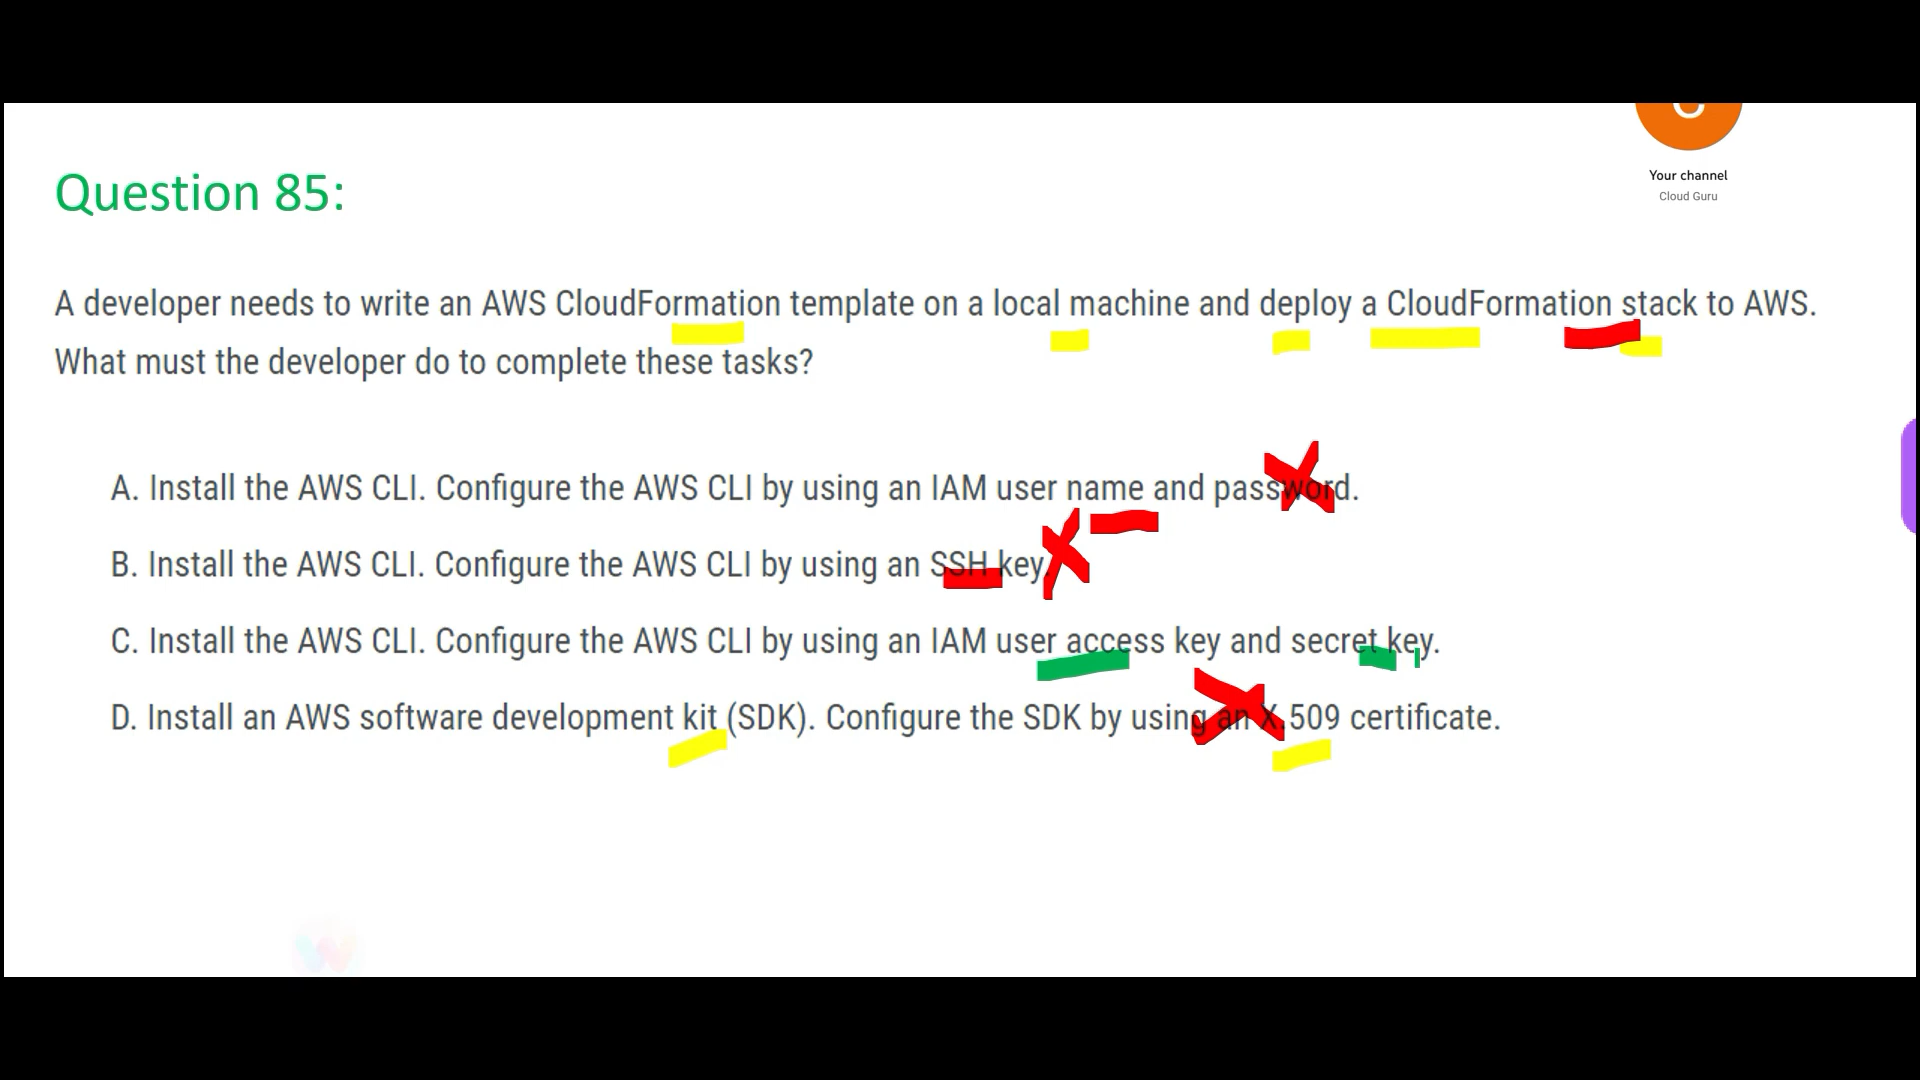 Your channel
Cloud Guru
Question 85:
A developer needs to write an AWS CloudFormation template on a local machine and deploy a CloudFormation stack to AWS.
What must the developer do to complete these tasks?
A. Install the AWS CLI. Configure the AWS CLI by using an IAM user name and password.
B. Install the AWS CLI. Configure the AWS CLI by using an SSH key.
C. Install the AWS CLI. Configure the AWS CLI by using an IAM user access key and secret key.
D. Install an AWS software development kit (SDK). Configure the SDK by using an X.509 certificate.